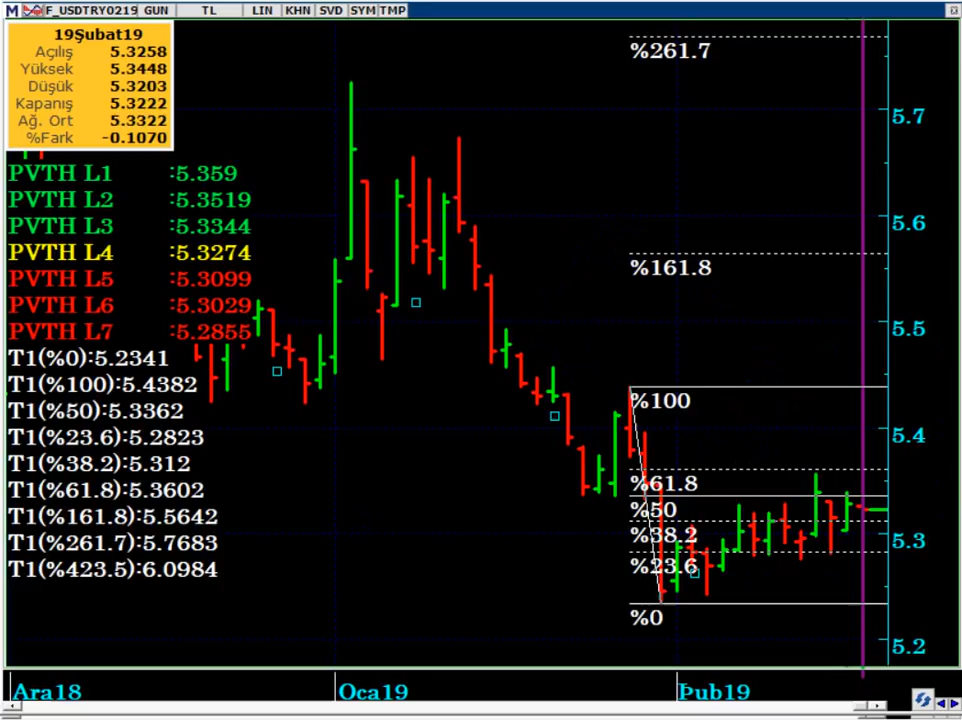 M F_USDTRY0219 GUN TL LIN KHN SVD SYM TMP
19Şubat19
Açılış 5.3258
Yüksek 5.3448
Düşük 5.3203
Kapanış 5.3222
Ağ. Ort 5.3322
%Fark -0.1070
PVTH L1 :5.359
PVTH L2 :5.3519
PVTH L3 :5.3344
PVTH L4 :5.3274
PVTH L5 :5.3099
PVTH L6 :5.3029
PVTH L7 :5.2855
T1(%0):5.2341
T1(%100):5.4382
T1(%50):5.3362
T1(%23.6):5.2823
T1(%38.2):5.312
T1(%61.8):5.3602
T1(%161.8):5.5642
T1(%261.7):5.7683
T1(%423.5):6.0984
%261.7
%161.8
%100
%61.8
%50
%38.2
%23.6
%0
5.7
5.6
5.5
5.4
5.3
5.2
Ara18 Oca19 Þub19